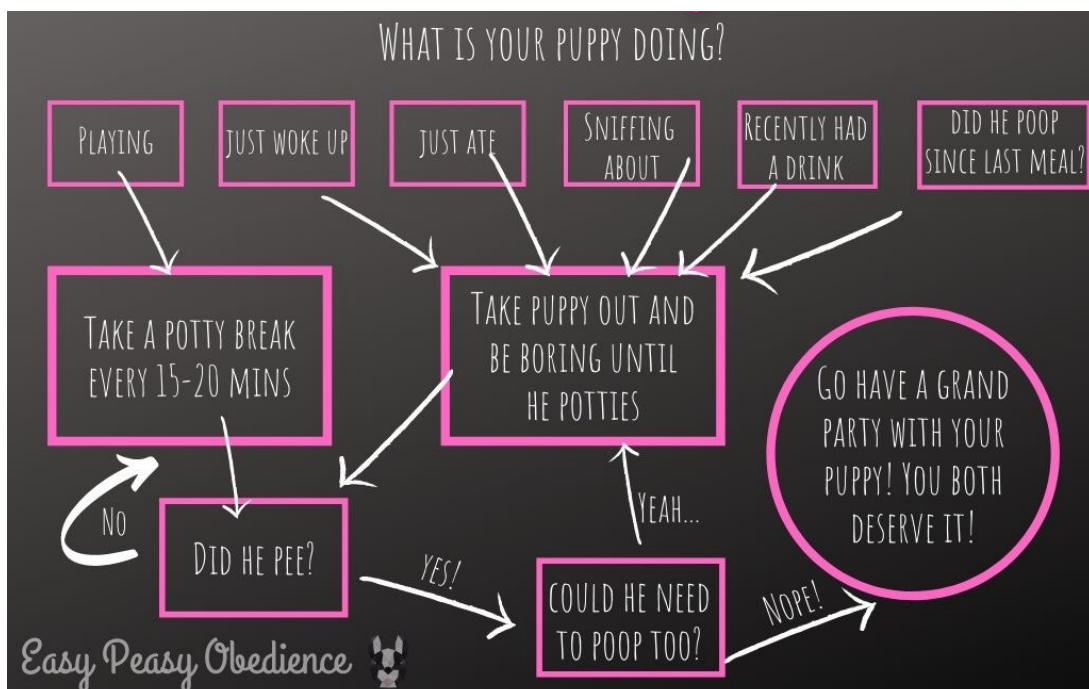 WHAT IS YOUR PUPPY DOING?
PLAYING
JUST WOKE UP
JUST ATE
SNIFFING
ABOUT
RECENTLY HAD
A DRINK
DID HE POOP
SINCE LAST MEAL?
TAKE A POTTY BREAK
EVERY 15-20 MINS
TAKE PUPPY OUT AND
BE BORING UNTIL
HE POTTIES
GO HAVE A GRAND
PARTY WITH YOUR
PUPPY! YOU BOTH
DESERVE IT!
NO
DID HE PEE?
YES!
YEAH...
COULD HE NEED
TO POOP TOO?
NOPE!
Easy Peasy Obedience